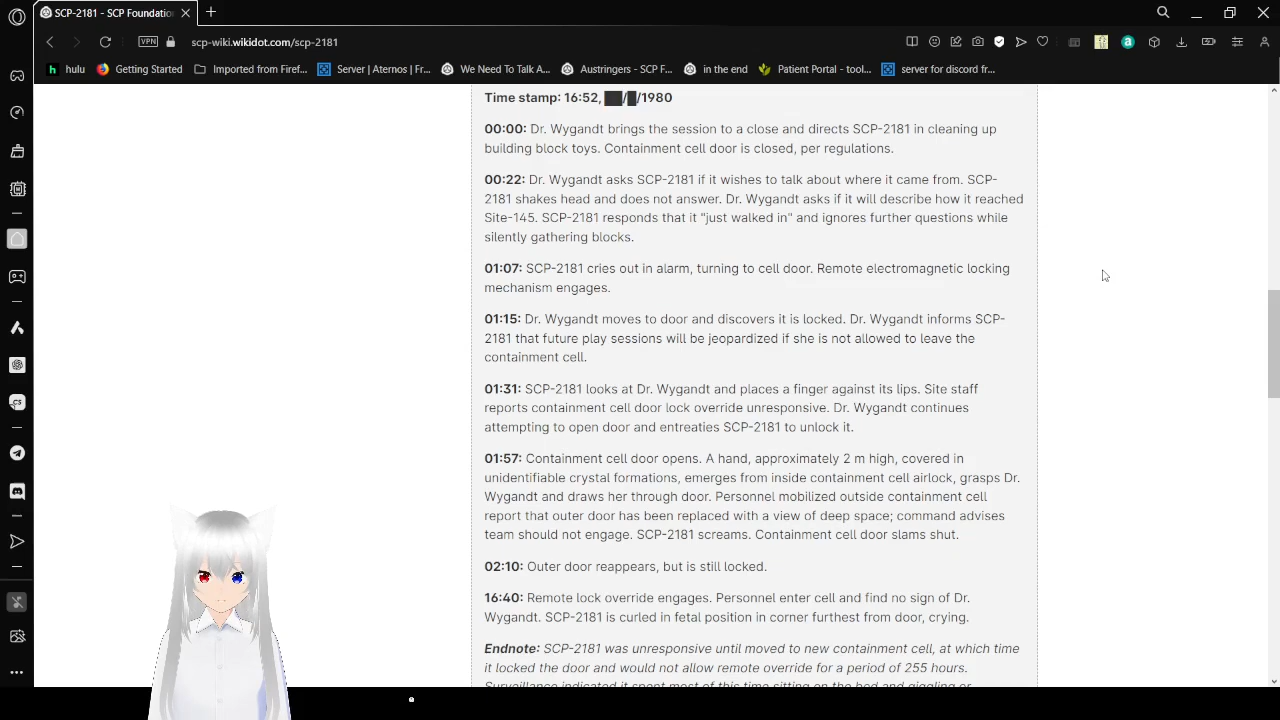 SCP-2181 - SCP Foundatio
VPN
scp-wiki.wikidot.com/scp-2181
hulu
Getting Started
Imported from Firef...
Server | Aternos | Fr...
We Need To Talk A...
Austringers - SCP F...
in the end
Patient Portal - tool...
server for discord fr...
Time stamp: 16:52, ██/█/1980
00:00: Dr. Wygandt brings the session to a close and directs SCP-2181 in cleaning up
building block toys. Containment cell door is closed, per regulations.
00:22: Dr. Wygandt asks SCP-2181 if it wishes to talk about where it came from. SCP-
2181 shakes head and does not answer. Dr. Wygandt asks if it will describe how it reached
Site-145. SCP-2181 responds that it "just walked in" and ignores further questions while
silently gathering blocks.
01:07: SCP-2181 cries out in alarm, turning to cell door. Remote electromagnetic locking
mechanism engages.
01:15: Dr. Wygandt moves to door and discovers it is locked. Dr. Wygandt informs SCP-
2181 that future play sessions will be jeopardized if she is not allowed to leave the
containment cell.
01:31: SCP-2181 looks at Dr. Wygandt and places a finger against its lips. Site staff
reports containment cell door lock override unresponsive. Dr. Wygandt continues
attempting to open door and entreaties SCP-2181 to unlock it.
01:57: Containment cell door opens. A hand, approximately 2 m high, covered in
unidentifiable crystal formations, emerges from inside containment cell airlock, grasps Dr.
Wygandt and draws her through door. Personnel mobilized outside containment cell
report that outer door has been replaced with a view of deep space; command advises
team should not engage. SCP-2181 screams. Containment cell door slams shut.
02:10: Outer door reappears, but is still locked.
16:40: Remote lock override engages. Personnel enter cell and find no sign of Dr.
Wygandt. SCP-2181 is curled in fetal position in corner furthest from door, crying.
Endnote: SCP-2181 was unresponsive until moved to new containment cell, at which time
it locked the door and would not allow remote override for a period of 255 hours.
Surveillance indicated it spent most of this time sitting on the bed and giggling or